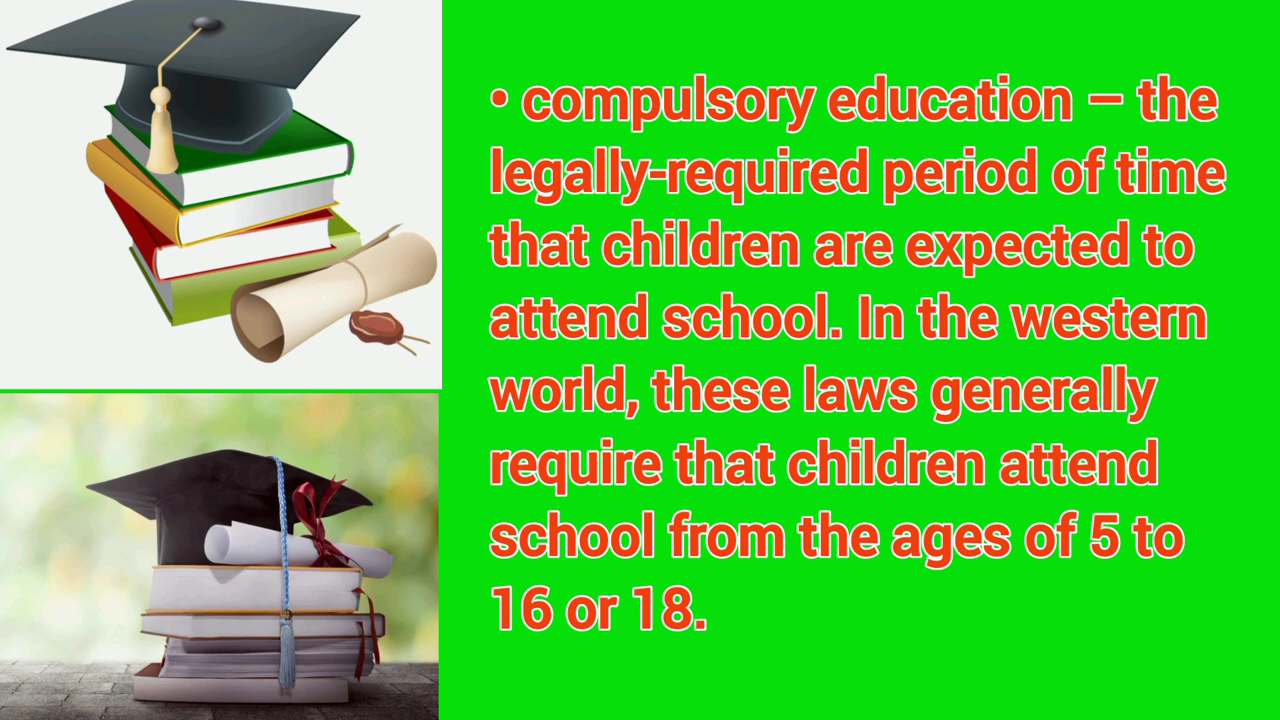 • compulsory education – the
legally-required period of time
that children are expected to
attend school. In the western
world, these laws generally
require that children attend
school from the ages of 5 to
16 or 18.